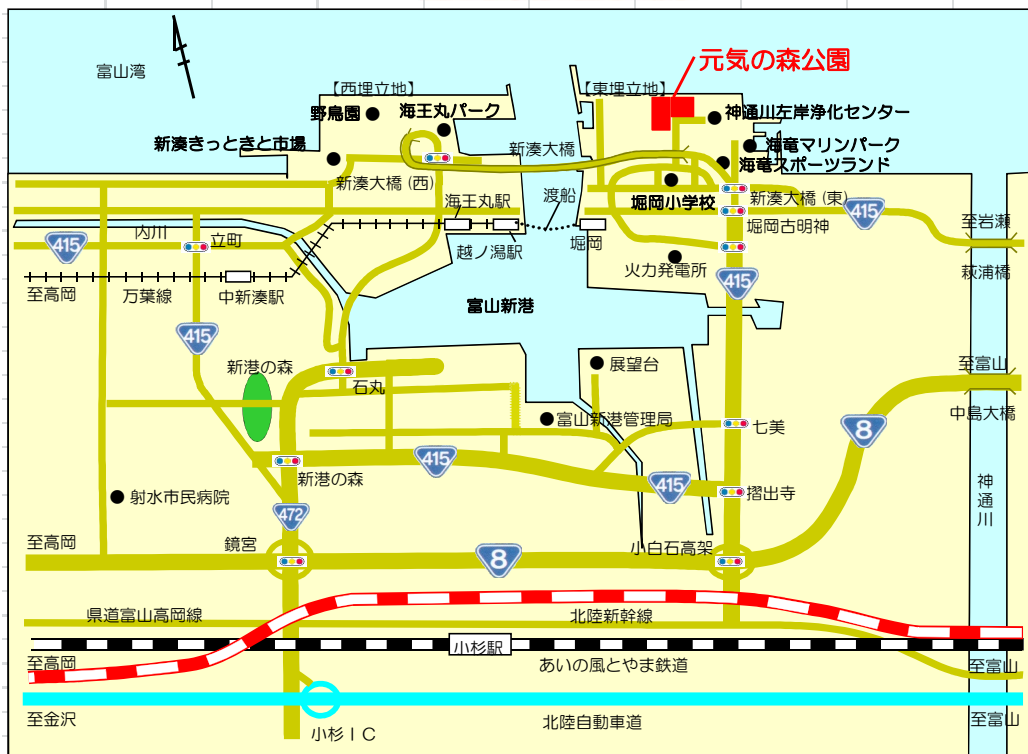 富山湾
元気の森公園
【西埋立地】
【東埋立地】
野鳥園
海王丸パーク
神通川左岸浄化センター
新湊きっときと市場
新湊大橋
海竜マリンパーク
海竜スポーツランド
新湊大橋(西)
渡船
堀岡小学校
新湊大橋(東)
海王丸駅
415
至岩瀬
堀岡古明神
内川
立町
415
越ノ潟駅
堀岡
萩浦橋
火力発電所
415
至高岡
万葉線
中新湊駅
富山新港
415
新港の森
展望台
至富山
石丸
中島大橋
富山新港管理局
七美
8
415
新港の森
415
摺出寺
神通川
射水市民病院
472
至高岡
鏡宮
8
小白石高架
県道富山高岡線
北陸新幹線
小杉駅
至高岡
あいの風とやま鉄道
至富山
至金沢
北陸自動車道
至富山
小杉IC